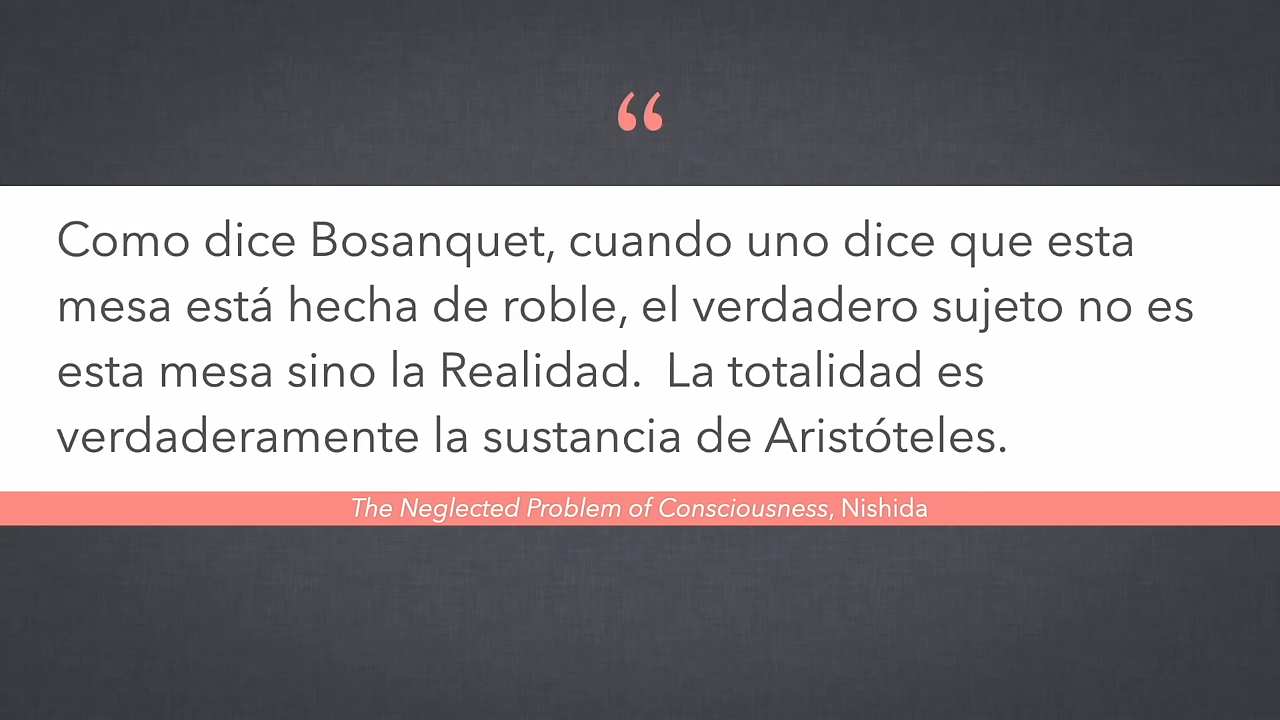 “
Como dice Bosanquet, cuando uno dice que esta
mesa está hecha de roble, el verdadero sujeto no es
esta mesa sino la Realidad.  La totalidad es
verdaderamente la sustancia de Aristóteles.
The Neglected Problem of Consciousness, Nishida